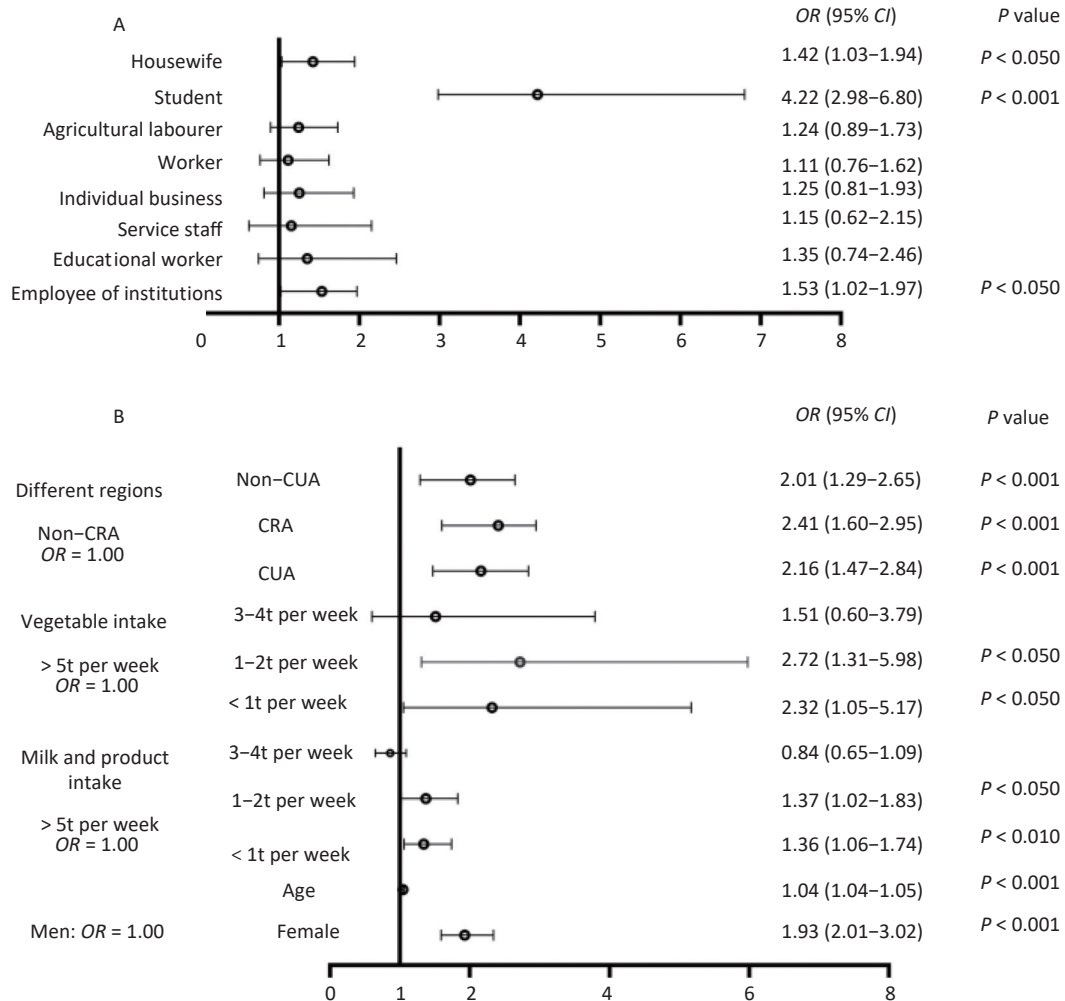 A
OR (95% CI) P value
Housewife 1.42 (1.03−1.94) P < 0.050
Student 4.22 (2.98−6.80) P < 0.001
Agricultural labourer 1.24 (0.89−1.73)
Worker 1.11 (0.76−1.62)
Individual business 1.25 (0.81−1.93)
Service staff 1.15 (0.62−2.15)
Educational worker 1.35 (0.74−2.46)
Employee of institutions 1.53 (1.02−1.97) P < 0.050
0 1 2 3 4 5 6 7 8
B
OR (95% CI) P value
Different regions
Non−CRA
OR = 1.00
Non−CUA 2.01 (1.29−2.65) P < 0.001
CRA 2.41 (1.60−2.95) P < 0.001
CUA 2.16 (1.47−2.84) P < 0.001
Vegetable intake
> 5t per week
OR = 1.00
3−4t per week 1.51 (0.60−3.79)
1−2t per week 2.72 (1.31−5.98) P < 0.050
< 1t per week 2.32 (1.05−5.17) P < 0.050
Milk and product
intake
> 5t per week
OR = 1.00
3−4t per week 0.84 (0.65−1.09)
1−2t per week 1.37 (1.02−1.83) P < 0.050
< 1t per week 1.36 (1.06−1.74) P < 0.010
Age 1.04 (1.04−1.05) P < 0.001
Men: OR = 1.00 Female 1.93 (2.01−3.02) P < 0.001
0 1 2 4 6 8